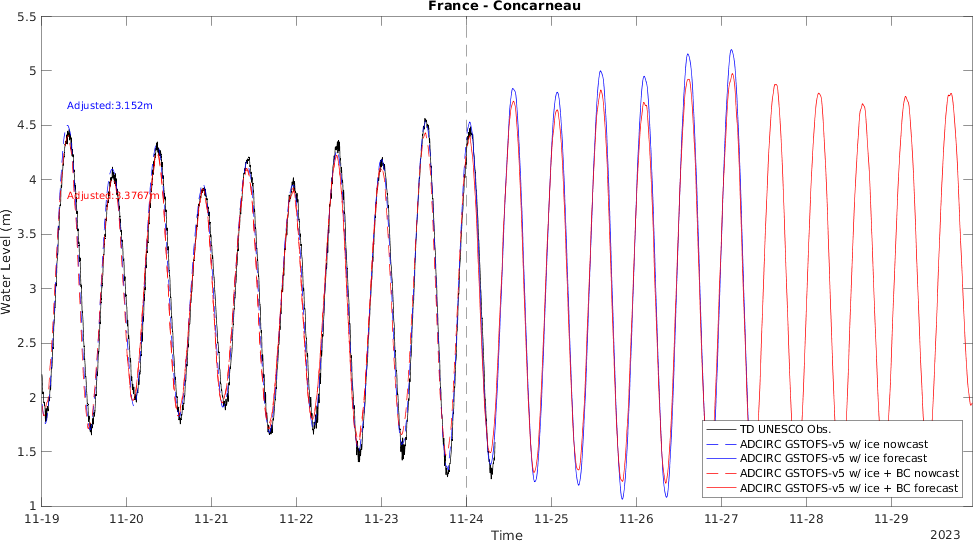 France - Concarneau
5.5
5
4.5
4
3.5
3
2.5
2
1.5
1
Water Level (m)
Adjusted:3.152m
Adjusted:3.3767m
TD UNESCO Obs.
ADCIRC GSTOFS-v5 w/ ice nowcast
ADCIRC GSTOFS-v5 w/ ice forecast
ADCIRC GSTOFS-v5 w/ ice + BC nowcast
ADCIRC GSTOFS-v5 w/ ice + BC forecast
11-19 11-20 11-21 11-22 11-23 11-24 11-25 11-26 11-27 11-28 11-29
Time
2023